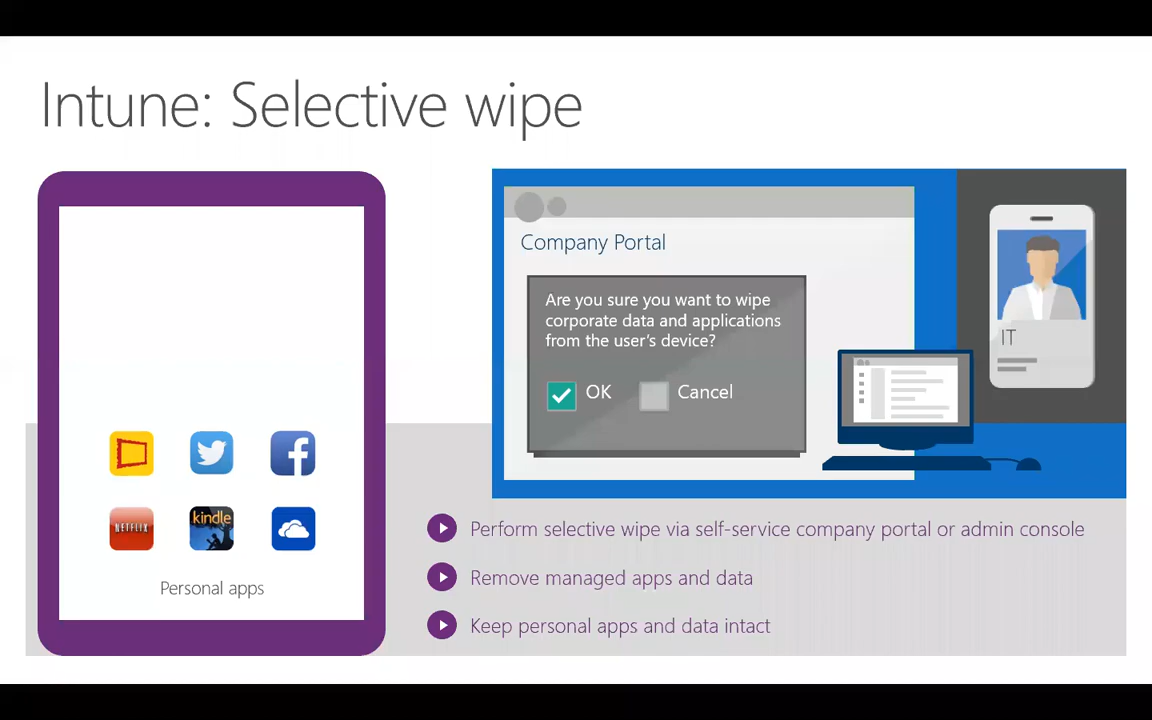 Intune: Selective wipe
Company Portal
Are you sure you want to wipe
corporate data and applications
from the user's device?
OK
Cancel
IT
NETFLIX
kindle
Personal apps
Perform selective wipe via self-service company portal or admin console
Remove managed apps and data
Keep personal apps and data intact